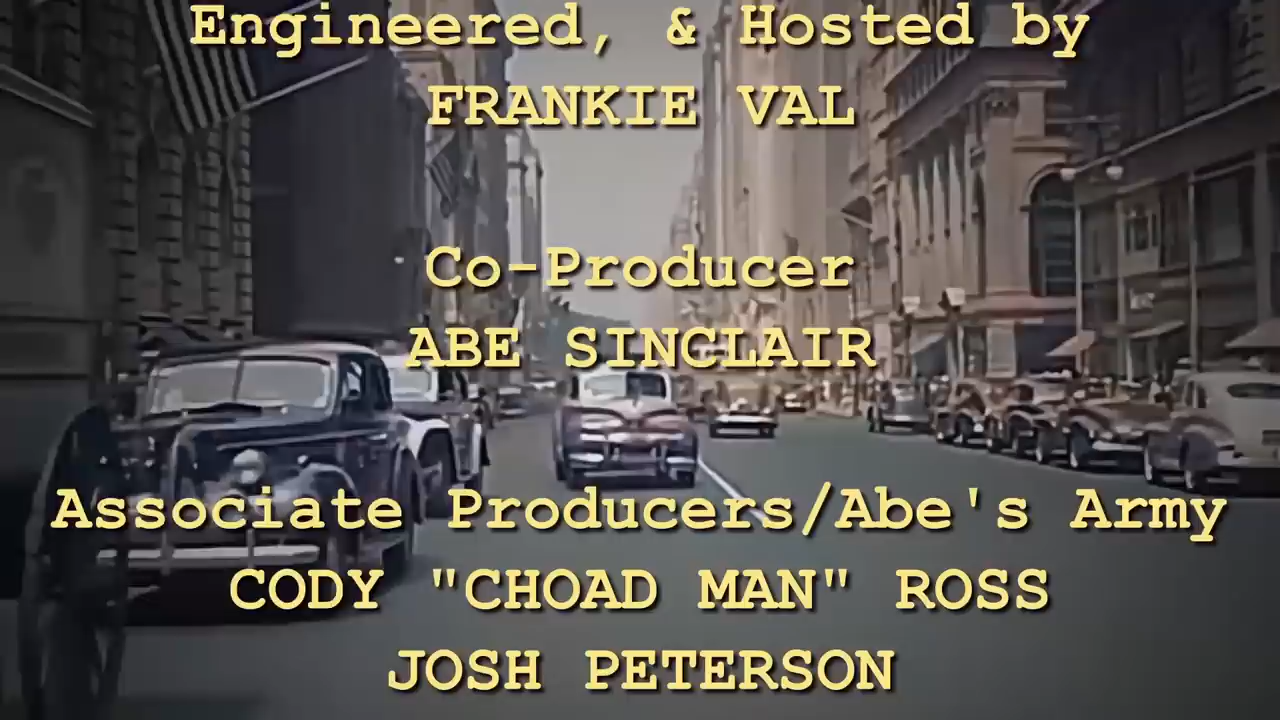 Engineered, & Hosted by
FRANKIE VAL
Co-Producer
ABE SINCLAIR
Associate Producers/Abe's Army
CODY "CHOAD MAN" ROSS
JOSH PETERSON